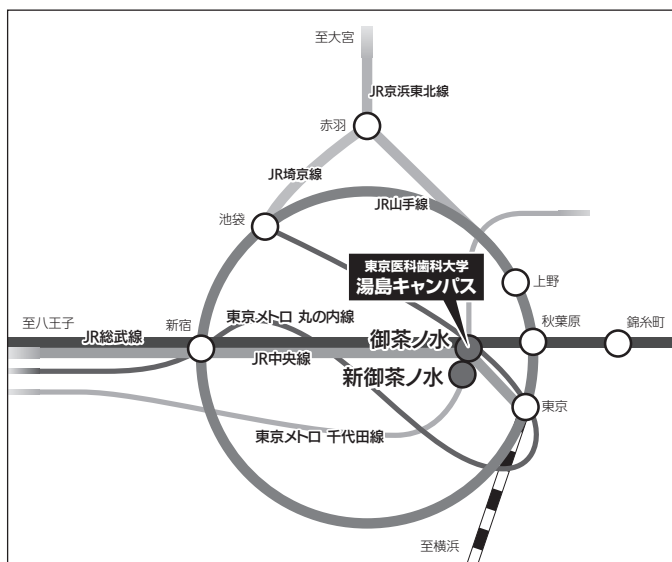 至大宮
JR京浜東北線
赤羽
JR埼京線
JR山手線
池袋
東京医科歯科大学
湯島キャンパス
上野
至八王子
新宿
東京メトロ 丸の内線
御茶ノ水
秋葉原
錦糸町
JR総武線
JR中央線
新御茶ノ水
東京
東京メトロ 千代田線
至横浜